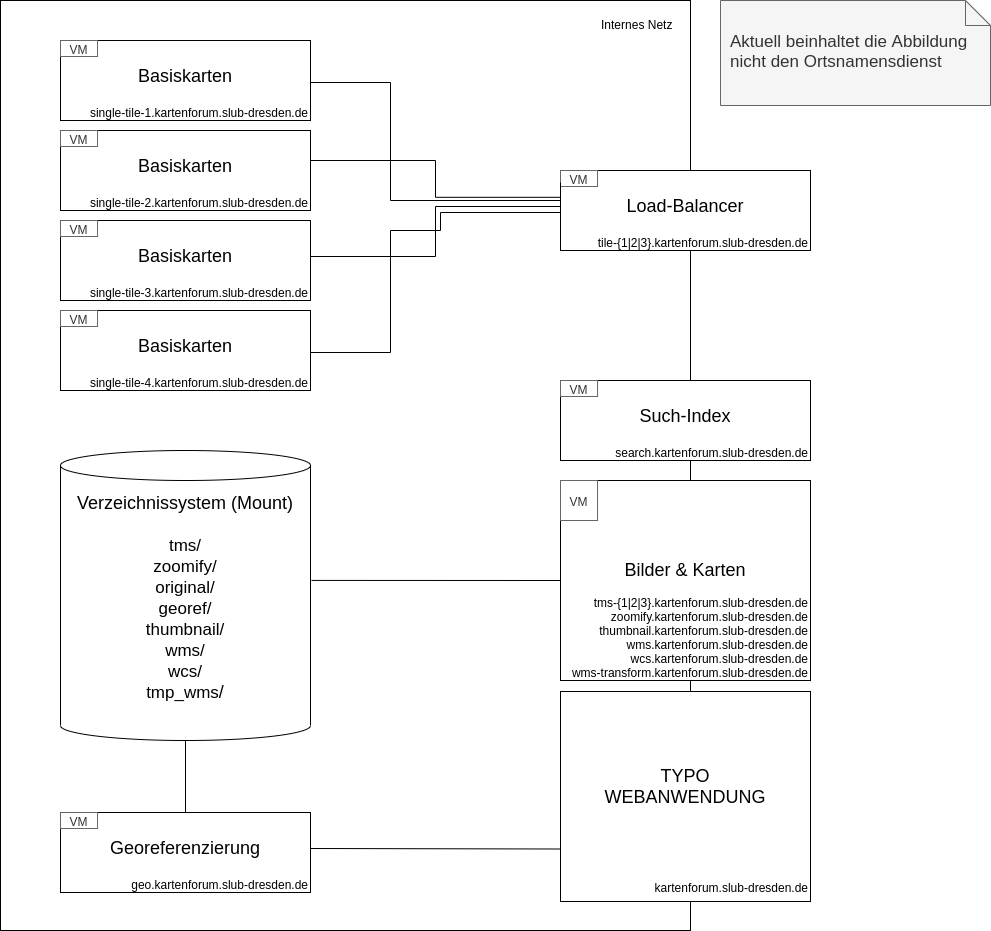 Internes Netz
Aktuell beinhaltet die Abbildung
nicht den Ortsnamensdienst
VM
Basiskarten
single-tile-1.kartenforum.slub-dresden.de
VM
Basiskarten
single-tile-2.kartenforum.slub-dresden.de
VM
Basiskarten
single-tile-3.kartenforum.slub-dresden.de
VM
Basiskarten
single-tile-4.kartenforum.slub-dresden.de
VM
Load-Balancer
tile-{1|2|3}.kartenforum.slub-dresden.de
VM
Such-Index
search.kartenforum.slub-dresden.de
Verzeichnissystem (Mount)
tms/
zoomify/
original/
georef/
thumbnail/
wms/
wcs/
tmp_wms/
VM
Bilder & Karten
tms-{1|2|3}.kartenforum.slub-dresden.de
zoomify.kartenforum.slub-dresden.de
thumbnail.kartenforum.slub-dresden.de
wms.kartenforum.slub-dresden.de
wcs.kartenforum.slub-dresden.de
wms-transform.kartenforum.slub-dresden.de
VM
Georeferenzierung
geo.kartenforum.slub-dresden.de
TYPO
WEBANWENDUNG
kartenforum.slub-dresden.de